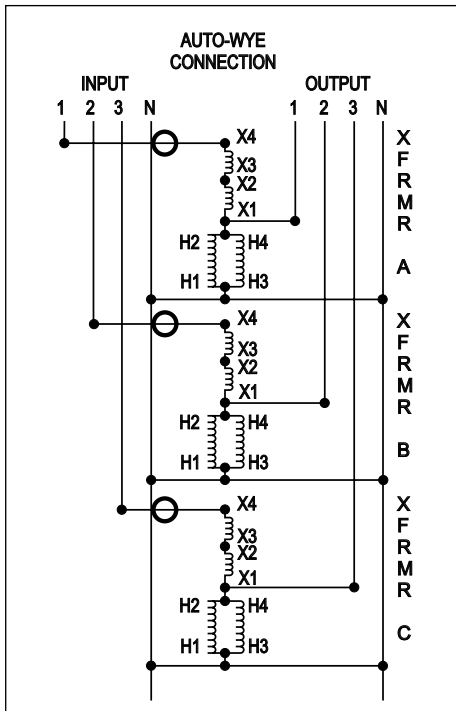 AUTO-WYE
CONNECTION
INPUT
OUTPUT
1 2 3 N
1 2 3 N
X4
X3
X2
X1
H2 H4
H1 H3
X
F
R
M
R
A
X4
X3
X2
X1
H2 H4
H1 H3
X
F
R
M
R
B
X4
X3
X2
X1
H2 H4
H1 H3
X
F
R
M
R
C